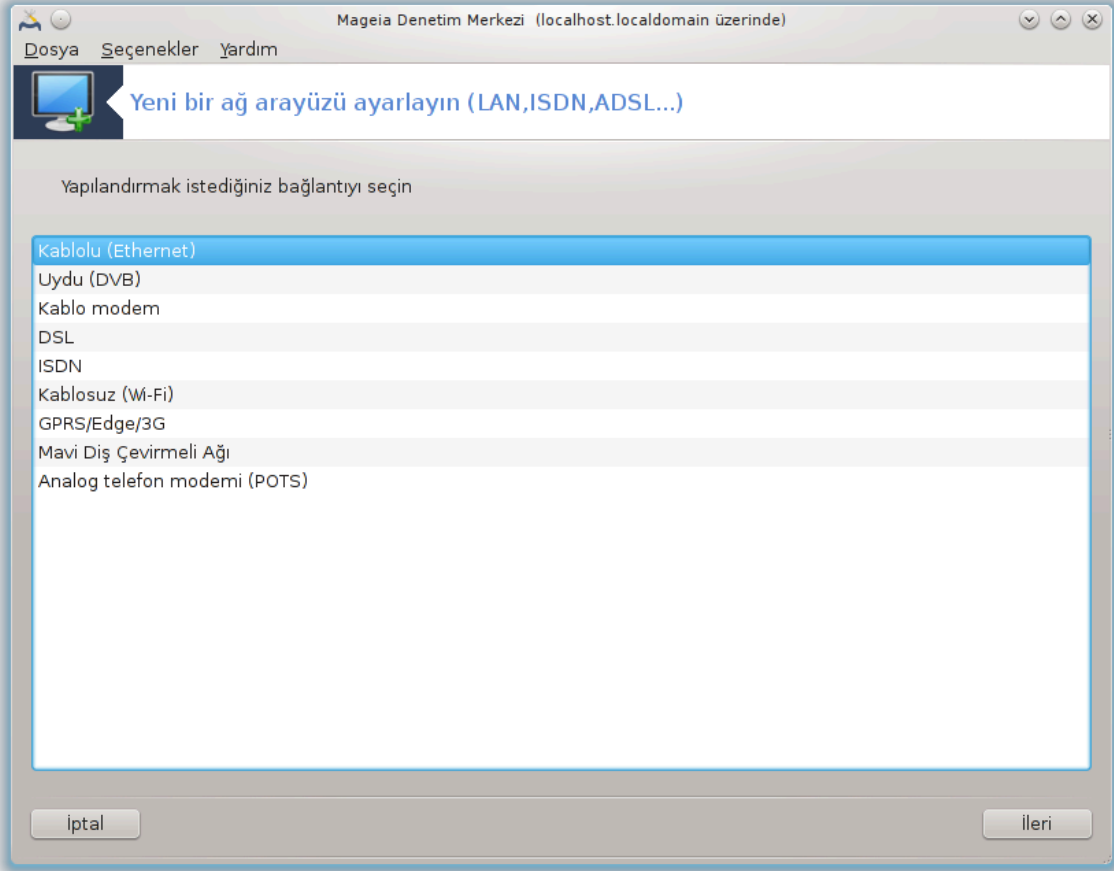 Mageia Denetim Merkezi (localhost.localdomain üzerinde)
Dosya Seçenekler Yardım
Yeni bir ağ arayüzü ayarlayın (LAN,ISDN,ADSL...)
Yapılandırmak istediğiniz bağlantıyı seçin
Kablolu (Ethernet)
Uydu (DVB)
Kablo modem
DSL
ISDN
Kablosuz (Wi-Fi)
GPRS/Edge/3G
Mavi Diş Çevirmeli Ağı
Analog telefon modemi (POTS)
İptal İleri